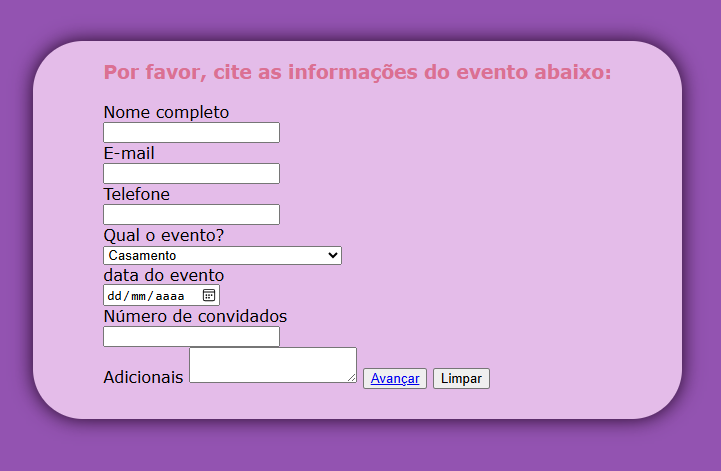 Por favor, cite as informações do evento abaixo:
Nome completo
E-mail
Telefone
Qual o evento?
Casamento
data do evento
dd/mm/aaaa
Número de convidados
Adicionais Avançar Limpar